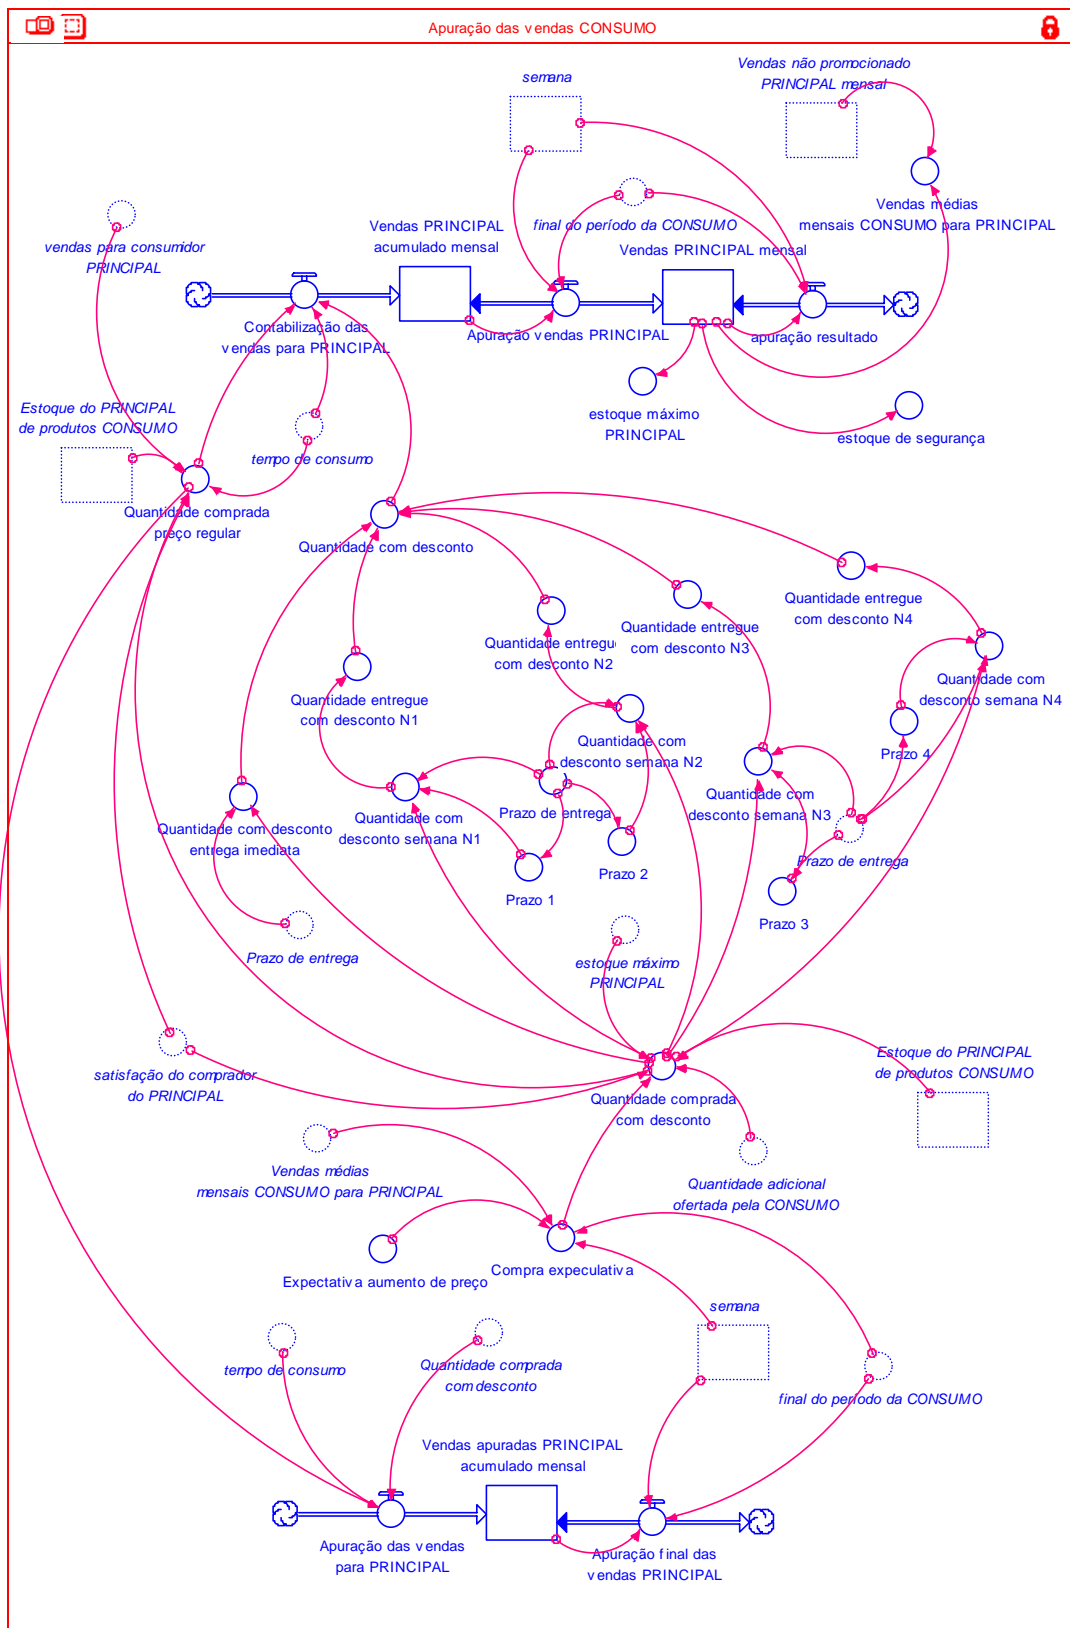 Apuração das vendas CONSUMO
Vendas não promocionado
PRINCIPAL mensal
semana
Vendas médias
mensais CONSUMO para PRINCIPAL
Vendas PRINCIPAL
acumulado mensal
final do período da CONSUMO
vendas para consumidor
PRINCIPAL
Vendas PRINCIPAL mensal
Contabilização das
vendas para PRINCIPAL
Apuração vendas PRINCIPAL
apuração resultado
Estoque do PRINCIPAL
de produtos CONSUMO
estoque máximo
PRINCIPAL
estoque de segurança
tempo de consumo
Quantidade comprada
preço regular
Quantidade com desconto
Quantidade entregue
com desconto N4
Quantidade entregu
com desconto N2
Quantidade entregue
com desconto N3
Quantidade com
desconto semana N4
Quantidade entregue
com desconto N1
Quantidade com
desconto semana N2
Prazo 4
Quantidade com
desconto semana N3
Quantidade com desconto
entrega imediata
Quantidade com
desconto semana N1
Prazo de entrega
Prazo de entrega
Prazo 2
Prazo 1
Prazo 3
Prazo de entrega
estoque máximo
PRINCIPAL
Estoque do PRINCIPAL
de produtos CONSUMO
satisfação do comprador
do PRINCIPAL
Quantidade comprada
com desconto
Vendas médias
mensais CONSUMO para PRINCIPAL
Quantidade adicional
ofertada pela CONSUMO
Expectativa aumento de preço
Compra expeculativa
semana
tempo de consumo
Quantidade comprada
com desconto
final do período da CONSUMO
Vendas apuradas PRINCIPAL
acumulado mensal
Apuração das vendas
para PRINCIPAL
Apuração final das
vendas PRINCIPAL